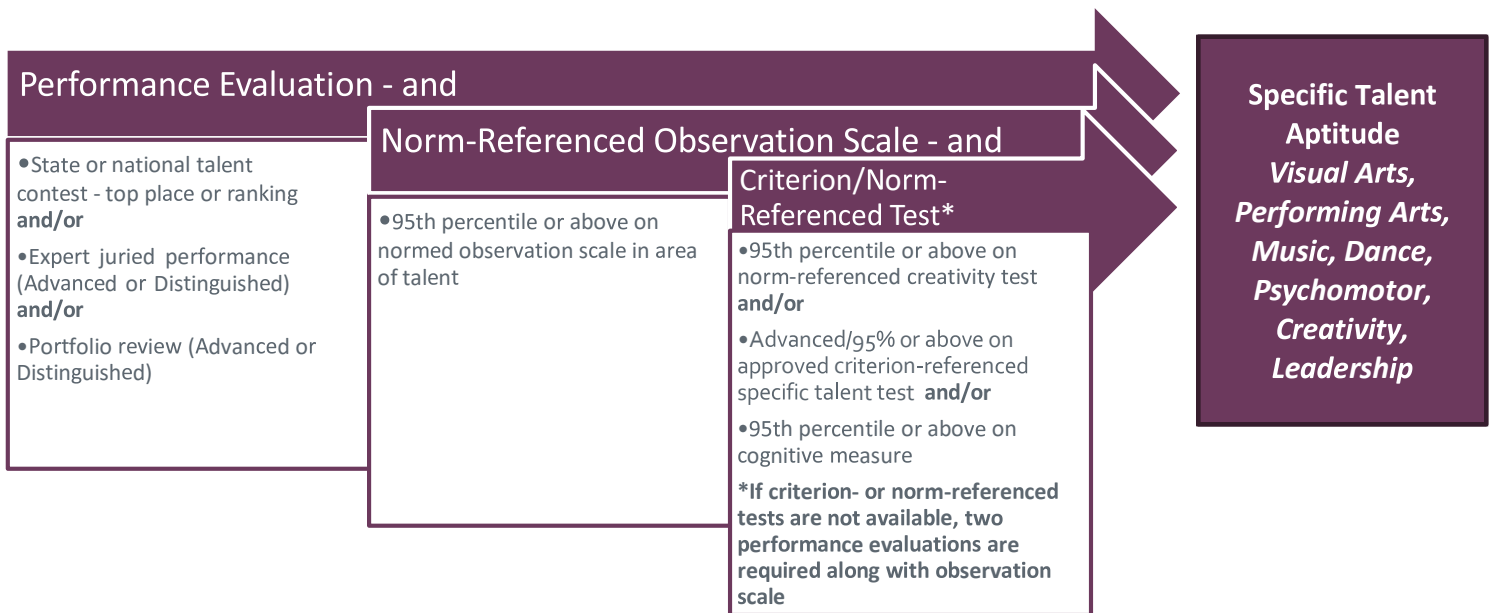 Performance Evaluation - and
•State or national talent
contest - top place or ranking
and/or
•Expert juried performance
(Advanced or Distinguished)
and/or
•Portfolio review (Advanced or
Distinguished)
Norm-Referenced Observation Scale - and
•95th percentile or above on
normed observation scale in area
of talent
Criterion/Norm-
Referenced Test*
•95th percentile or above on
norm-referenced creativity test
and/or
•Advanced/95% or above on
approved criterion-referenced
specific talent test and/or
•95th percentile or above on
cognitive measure
*If criterion- or norm-referenced
tests are not available, two
performance evaluations are
required along with observation
scale
Specific Talent
Aptitude
Visual Arts,
Performing Arts,
Music, Dance,
Psychomotor,
Creativity,
Leadership